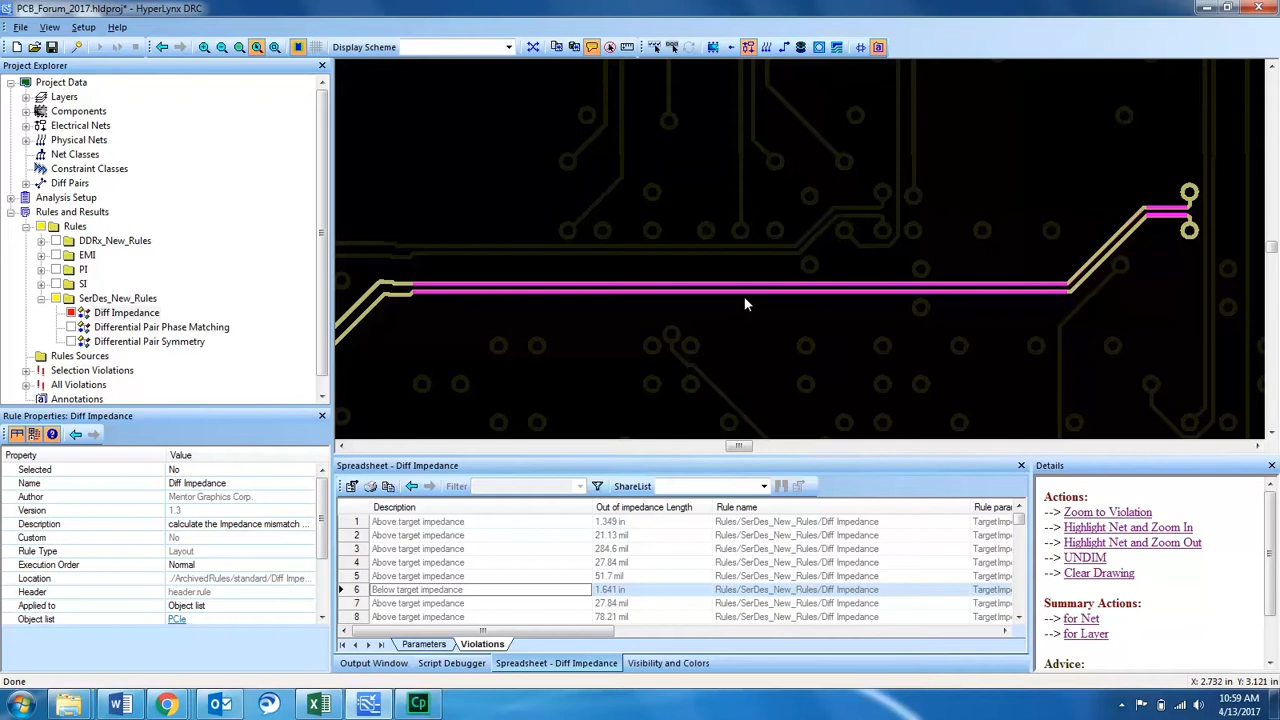 PCB_Forum_2017.hldproj* - HyperLynx DRC
File View Setup Help
Display Scheme
Project Explorer
Project Data
Layers
Components
Electrical Nets
Physical Nets
Net Classes
Constraint Classes
Diff Pairs
Analysis Setup
Rules and Results
Rules
DDRx_New_Rules
EMI
PI
SI
SerDes_New_Rules
Diff Impedance
Differential Pair Phase Matching
Differential Pair Symmetry
Rules Sources
Selection Violations
All Violations
Annotations
Rule Properties: Diff Impedance
Property Value
Selected No
Name Diff Impedance
Author Mentor Graphics Corp.
Version 1.3
Description calculate the Impedance mismatch ...
Custom No
Rule Type Layout
Execution Order Normal
Location ./ArchivedRules/standard/Diff Impe...
Header header.rule
Applied to Object list
Object list PCIe
Spreadsheet - Diff Impedance
Filter ShareList
Description Out of impedance Length Rule name Rule para
1 Above target impedance 1.349 in Rules/SerDes_New_Rules/Diff Impedance TargetImp
2 Above target impedance 21.13 mil Rules/SerDes_New_Rules/Diff Impedance TargetImp
3 Above target impedance 284.6 mil Rules/SerDes_New_Rules/Diff Impedance TargetImp
4 Above target impedance 27.84 mil Rules/SerDes_New_Rules/Diff Impedance TargetImp
5 Above target impedance 51.7 mil Rules/SerDes_New_Rules/Diff Impedance TargetImp
6 Below target impedance 1.641 in Rules/SerDes_New_Rules/Diff Impedance TargetImp
7 Above target impedance 27.84 mil Rules/SerDes_New_Rules/Diff Impedance TargetImp
8 Above target impedance 78.21 mil Rules/SerDes_New_Rules/Diff Impedance TargetImp
Parameters Violations
Output Window Script Debugger Spreadsheet - Diff Impedance Visibility and Colors
Details
Actions:
--> Zoom to Violation
--> Highlight Net and Zoom In
--> Highlight Net and Zoom Out
--> UNDIM
--> Clear Drawing
Summary Actions:
--> for Net
--> for Layer
Advice:
Done
X: 2.732 in Y: 3.121 in
Cp
10:59 AM
4/13/2017